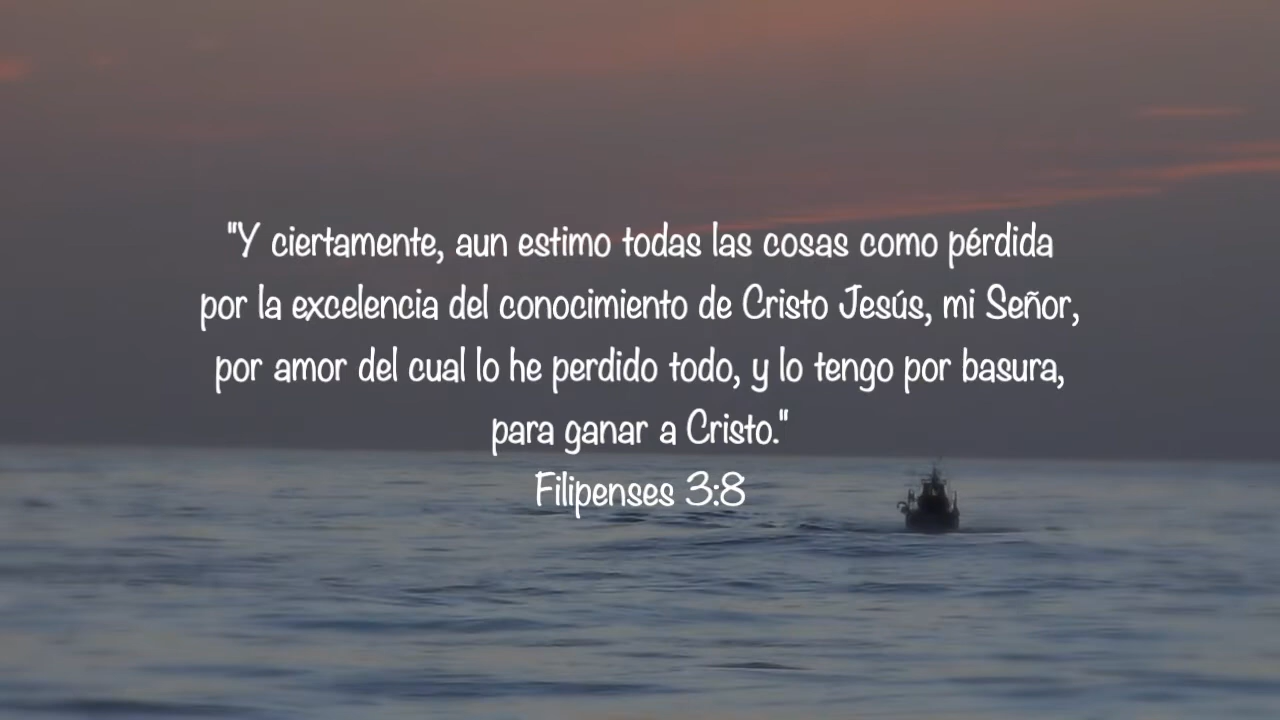 "Y ciertamente, aun estimo todas las cosas como pérdida
por la excelencia del conocimiento de Cristo Jesús, mi Señor,
por amor del cual lo he perdido todo, y lo tengo por basura,
para ganar a Cristo."
Filipenses 3:8